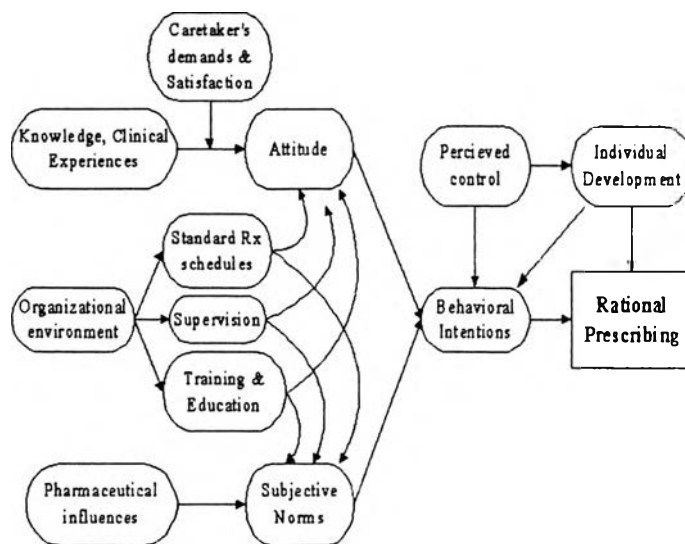 Caretaker's
demands &
Satisfaction
Knowledge, Clinical
Experiences
Attitude
Percieved
control
Individual
Development
Standard Rx
schedules
Organizational
environment
Supervision
Behavioral
Intentions
Rational
Prescribing
Training &
Education
Pharmaceutical
influences
Subjective
Norms